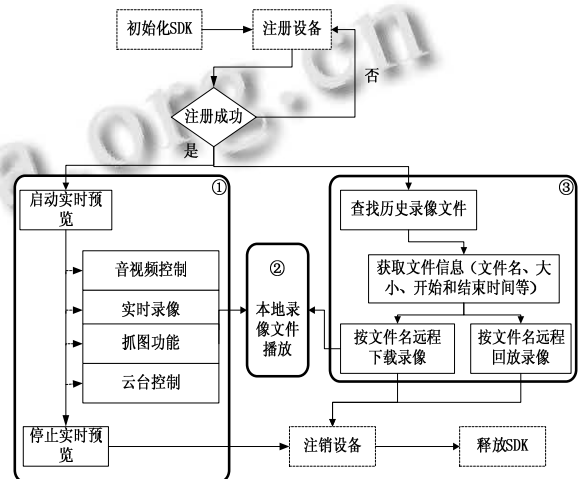 初始化SDK
注册设备
否
注册成功
是
①
启动实时预
览
音视频控制
实时录像
抓图功能
云台控制
停止实时预
览
②
本地录
像文件
播放
③
查找历史录像文件
获取文件信息（文件名、大
小、开始和结束时间等）
按文件名远程
下载录像
按文件名远程
回放录像
注销设备
释放SDK
a.org.cn